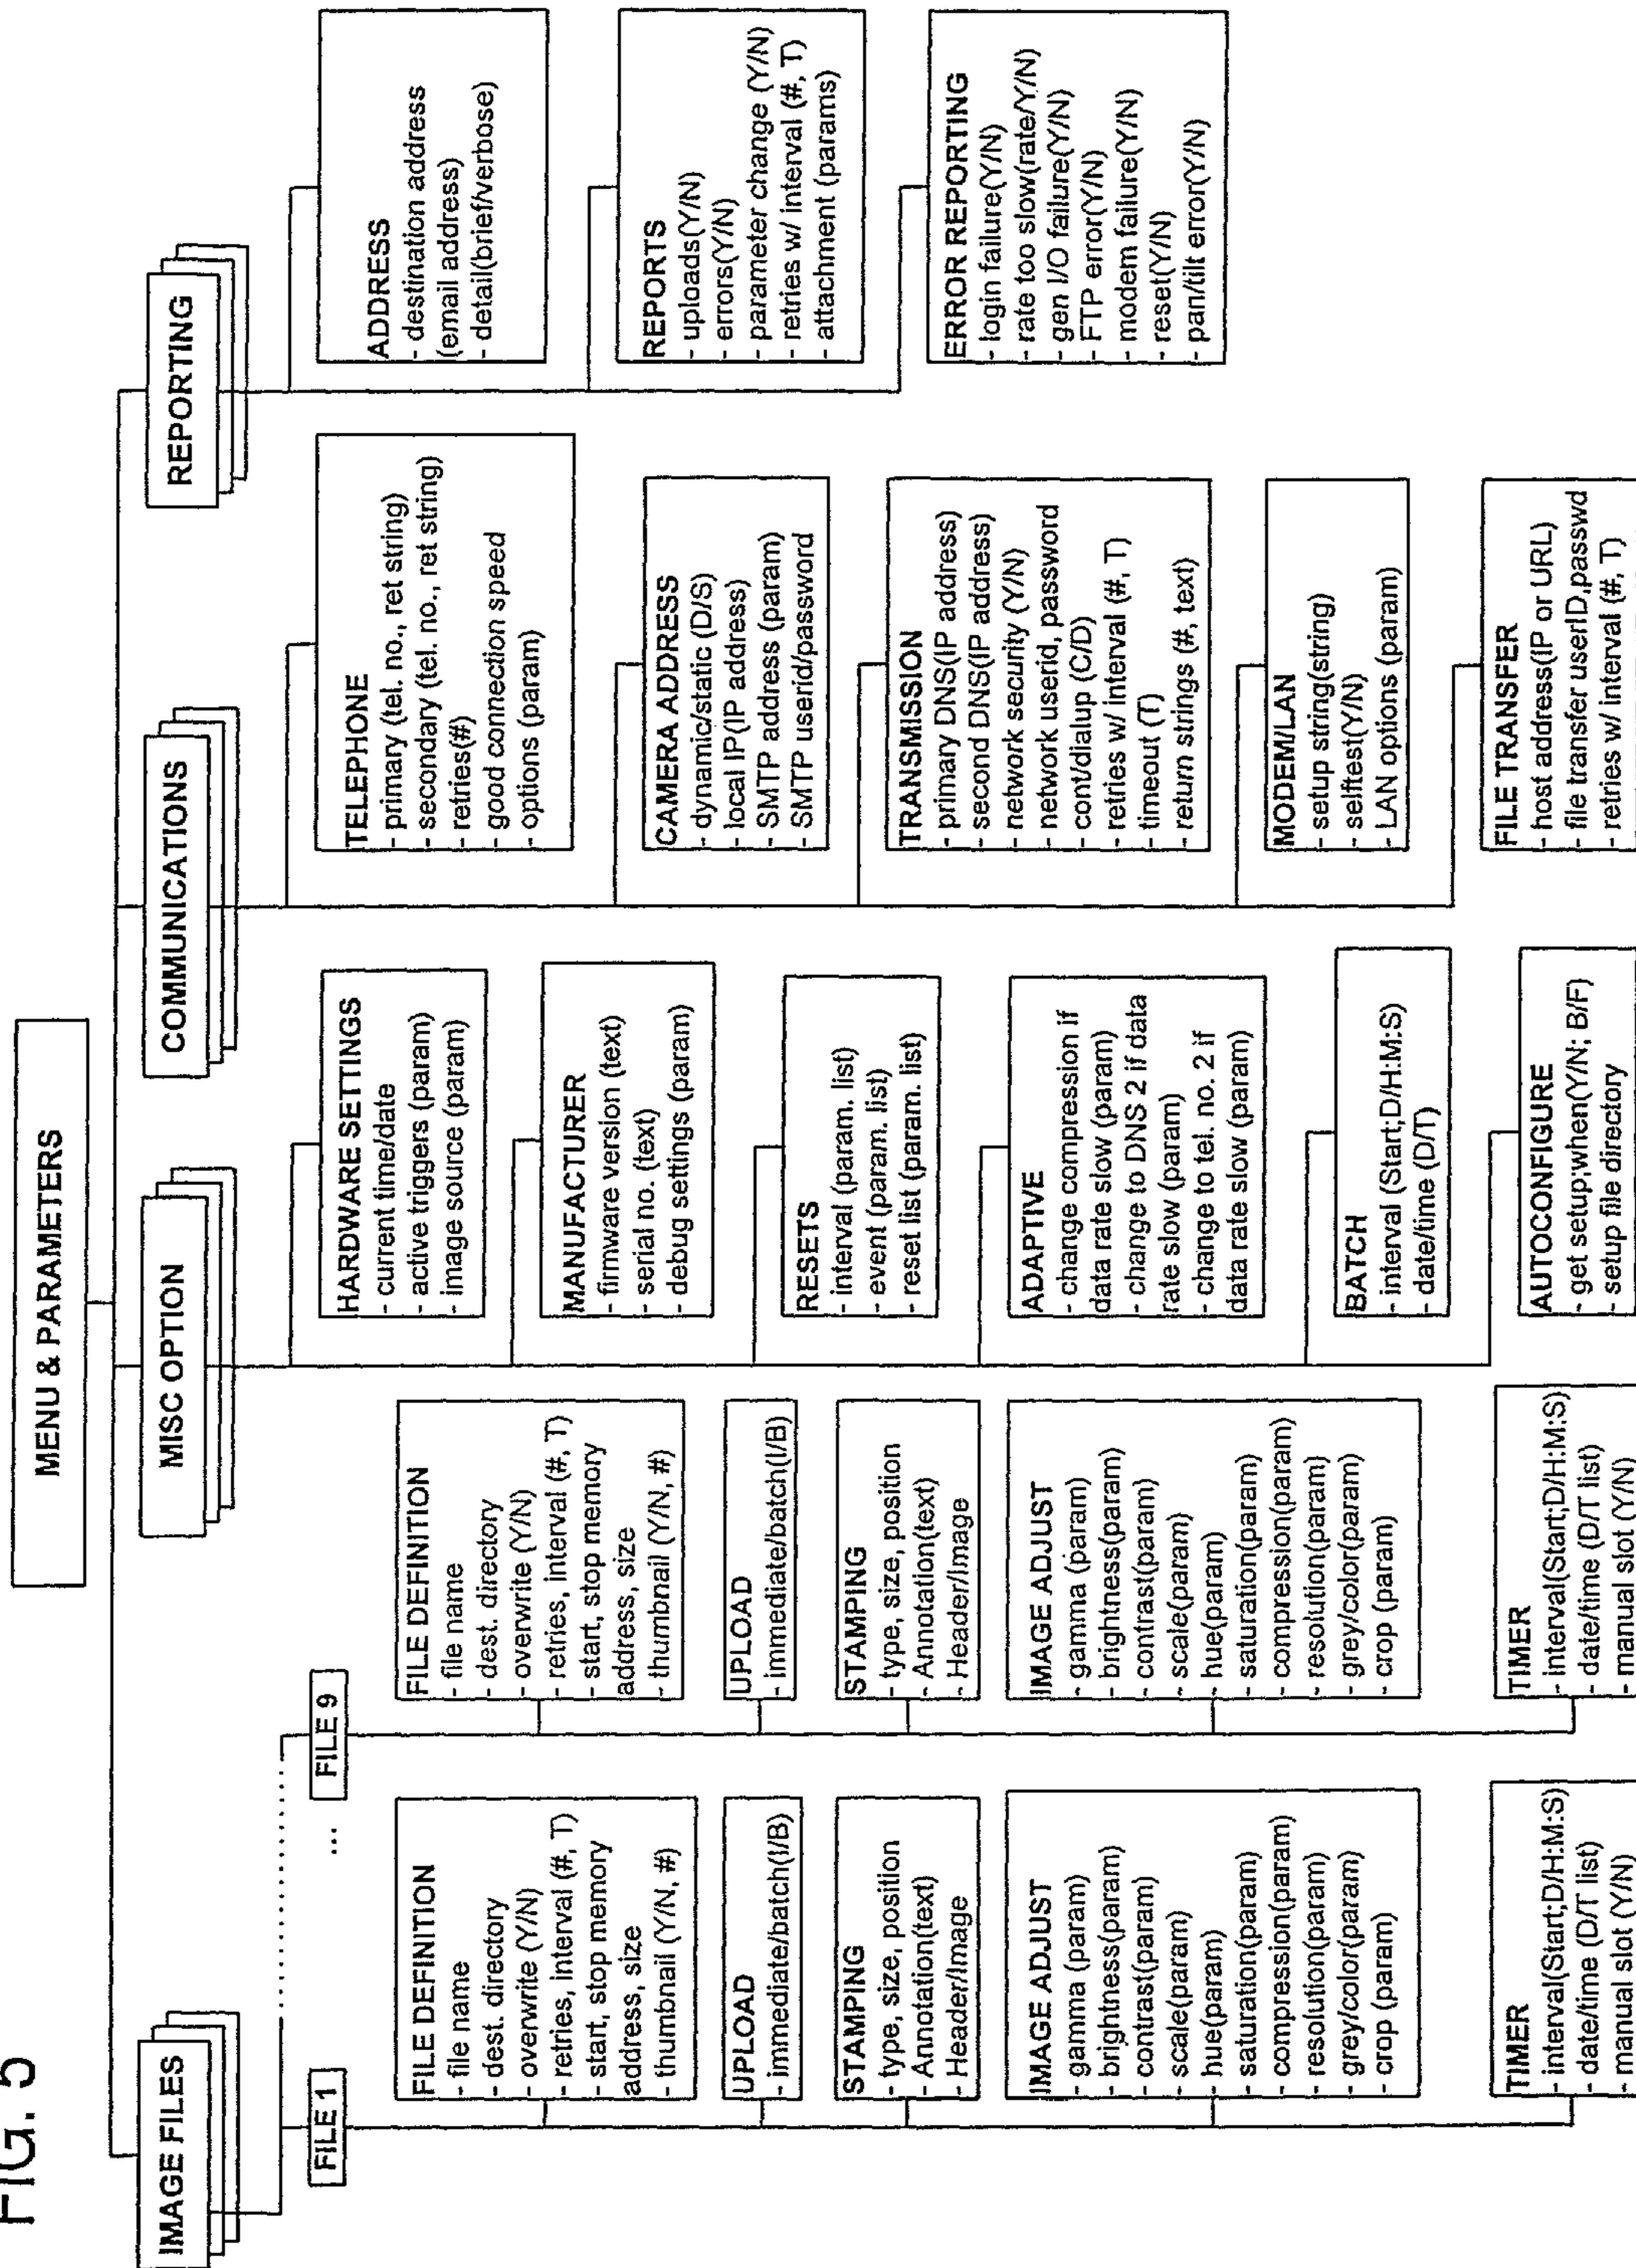 FIG. 5
MENU & PARAMETERS
IMAGE FILES
MISC OPTION
COMMUNICATIONS
REPORTING
FILE 1
...
FILE 9
FILE DEFINITION
- file name
- dest. directory
- overwrite (Y/N)
- retries, interval (#, T)
- start, stop memory
address, size
- thumbnail (Y/N, #)
UPLOAD
- immediate/batch(I/B)
STAMPING
- type, size, position
- Annotation(text)
- Header/Image
IMAGE ADJUST
- gamma (param)
- brightness(param)
- contrast(param)
- scale(param)
- hue(param)
- saturation(param)
- compression(param)
- resolution(param)
- grey/color(param)
- crop (param)
TIMER
- interval(Start;D/H:M:S)
- date/time (D/T list)
- manual slot (Y/N)
FILE DEFINITION
- file name
- dest. directory
- overwrite (Y/N)
- retries, interval (#, T)
- start, stop memory
address, size
- thumbnail (Y/N, #)
UPLOAD
- immediate/batch(I/B)
STAMPING
- type, size, position
- Annotation(text)
- Header/Image
IMAGE ADJUST
- gamma (param)
- brightness(param)
- contrast(param)
- scale(param)
- hue(param)
- saturation(param)
- compression(param)
- resolution(param)
- grey/color(param)
- crop (param)
TIMER
- interval(Start;D/H:M:S)
- date/time (D/T list)
- manual slot (Y/N)
HARDWARE SETTINGS
- current time/date
- active triggers (param)
- image source (param)
MANUFACTURER
- firmware version (text)
- serial no. (text)
- debug settings (param)
RESETS
- interval (param. list)
- event (param. list)
- reset list (param. list)
ADAPTIVE
- change compression if
data rate slow (param)
- change to DNS 2 if data
rate slow (param)
- change to tel. no. 2 if
data rate slow (param)
BATCH
- interval (Start;D/H:M:S)
- date/time (D/T)
AUTOCONFIGURE
- get setup;when(Y/N; B/F)
- setup file directory
TELEPHONE
- primary (tel. no., ret string)
- secondary (tel. no., ret string)
- retries(#)
- good connection speed
- options (param)
CAMERA ADDRESS
- dynamic/static (D/S)
- local IP(IP address)
- SMTP address (param)
- SMTP userid/password
TRANSMISSION
- primary DNS(IP address)
- second DNS(IP address)
- network security (Y/N)
- network userid, password
- cont/dialup (C/D)
- retries w/ interval (#, T)
- timeout (T)
- return strings (#, text)
MODEM/LAN
- setup string(string)
- selftest(Y/N)
- LAN options (param)
FILE TRANSFER
- host address(IP or URL)
- file transfer userID,passwd
- retries w/ interval (#, T)
ADDRESS
- destination address
(email address)
- detail(brief/verbose)
REPORTS
- uploads(Y/N)
- errors(Y/N)
- parameter change (Y/N)
- retries w/ interval (#, T)
- attachment (params)
ERROR REPORTING
- login failure(Y/N)
- rate too slow(rate/Y/N)
- gen I/O failure(Y/N)
- FTP error(Y/N)
- modem failure(Y/N)
- reset(Y/N)
- pan/tilt error(Y/N)